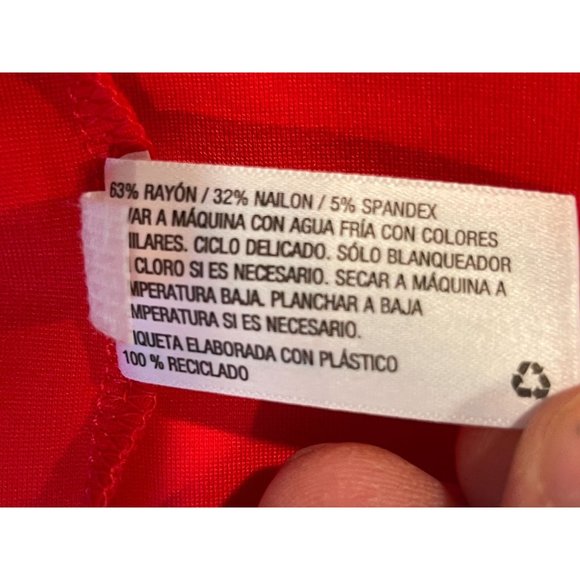 63% RAYÓN / 32% NAILON / 5% SPANDEX
VAR A MÁQUINA CON AGUA FRÍA CON COLORES
ILARES. CICLO DELICADO. SÓLO BLANQUEADOR
CLORO SI ES NECESARIO. SECAR A MÁQUINA A
MPERATURA BAJA. PLANCHAR A BAJA
MPERATURA SI ES NECESARIO.
IQUETA ELABORADA CON PLÁSTICO
100 % RECICLADO